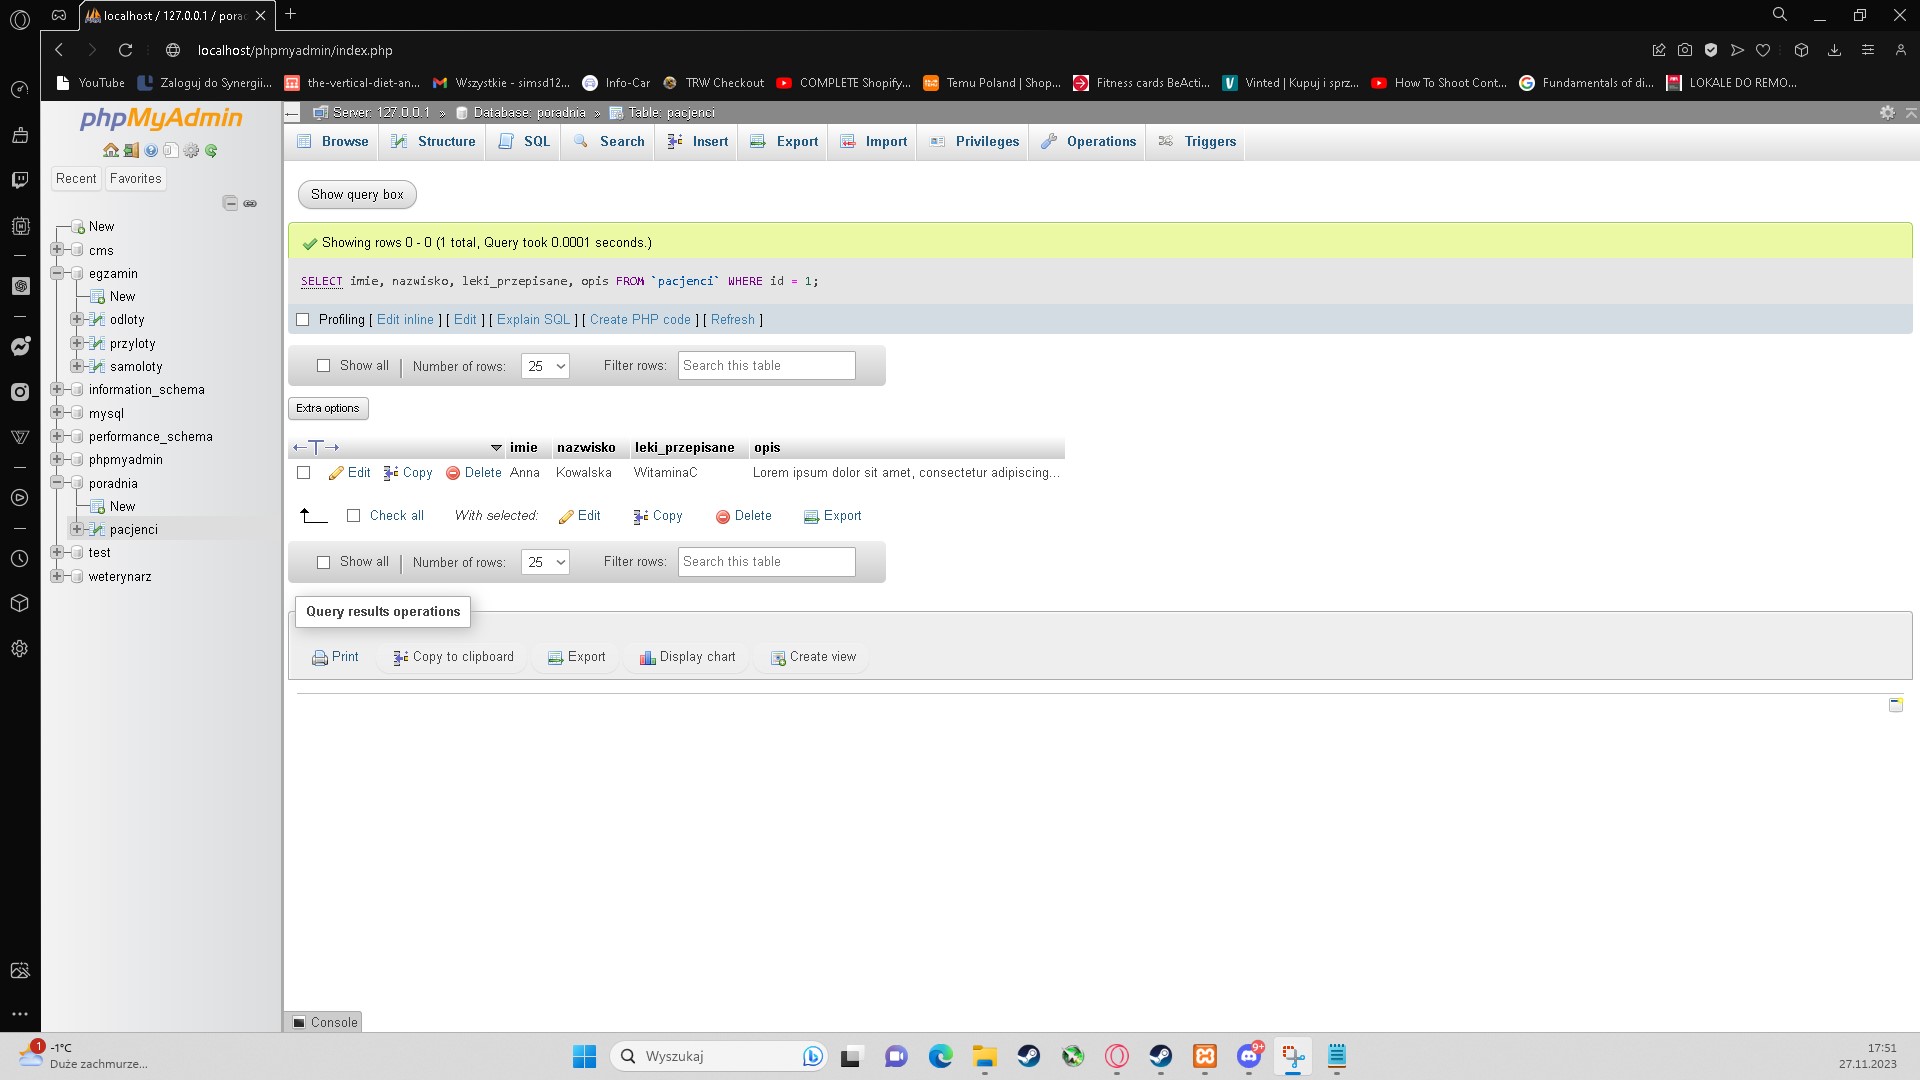 localhost / 127.0.0.1 / pora
localhost/phpmyadmin/index.php
YouTube
Zaloguj do Synergii...
the-vertical-diet-an...
Wszystkie - simsd12...
Info-Car
TRW Checkout
COMPLETE Shopify...
Temu Poland | Shop...
Fitness cards BeActi...
Vinted | Kupuj i sprz...
How To Shoot Cont...
Fundamentals of di...
LOKALE DO REMO...
phpMyAdmin
Recent Favorites
New
cms
egzamin
New
odloty
przyloty
samoloty
information_schema
mysql
performance_schema
phpmyadmin
poradnia
New
pacjenci
test
weterynarz
Server: 127.0.0.1 » Database: poradnia » Table: pacjenci
Browse Structure SQL Search Insert Export Import Privileges Operations Triggers
Show query box
Showing rows 0 - 0 (1 total, Query took 0.0001 seconds.)
SELECT imie, nazwisko, leki_przepisane, opis FROM `pacjenci` WHERE id = 1;
Profiling [ Edit inline ] [ Edit ] [ Explain SQL ] [ Create PHP code ] [ Refresh ]
Show all | Number of rows: 25 Filter rows: Search this table
Extra options
←T→ imie nazwisko leki_przepisane opis
Edit Copy Delete Anna Kowalska WitaminaC Lorem ipsum dolor sit amet, consectetur adipiscing...
Check all With selected: Edit Copy Delete Export
Show all | Number of rows: 25 Filter rows: Search this table
Query results operations
Print Copy to clipboard Export Display chart Create view
Console
1
-1°C
Duże zachmurze...
Wyszukaj
9+
17:51
27.11.2023